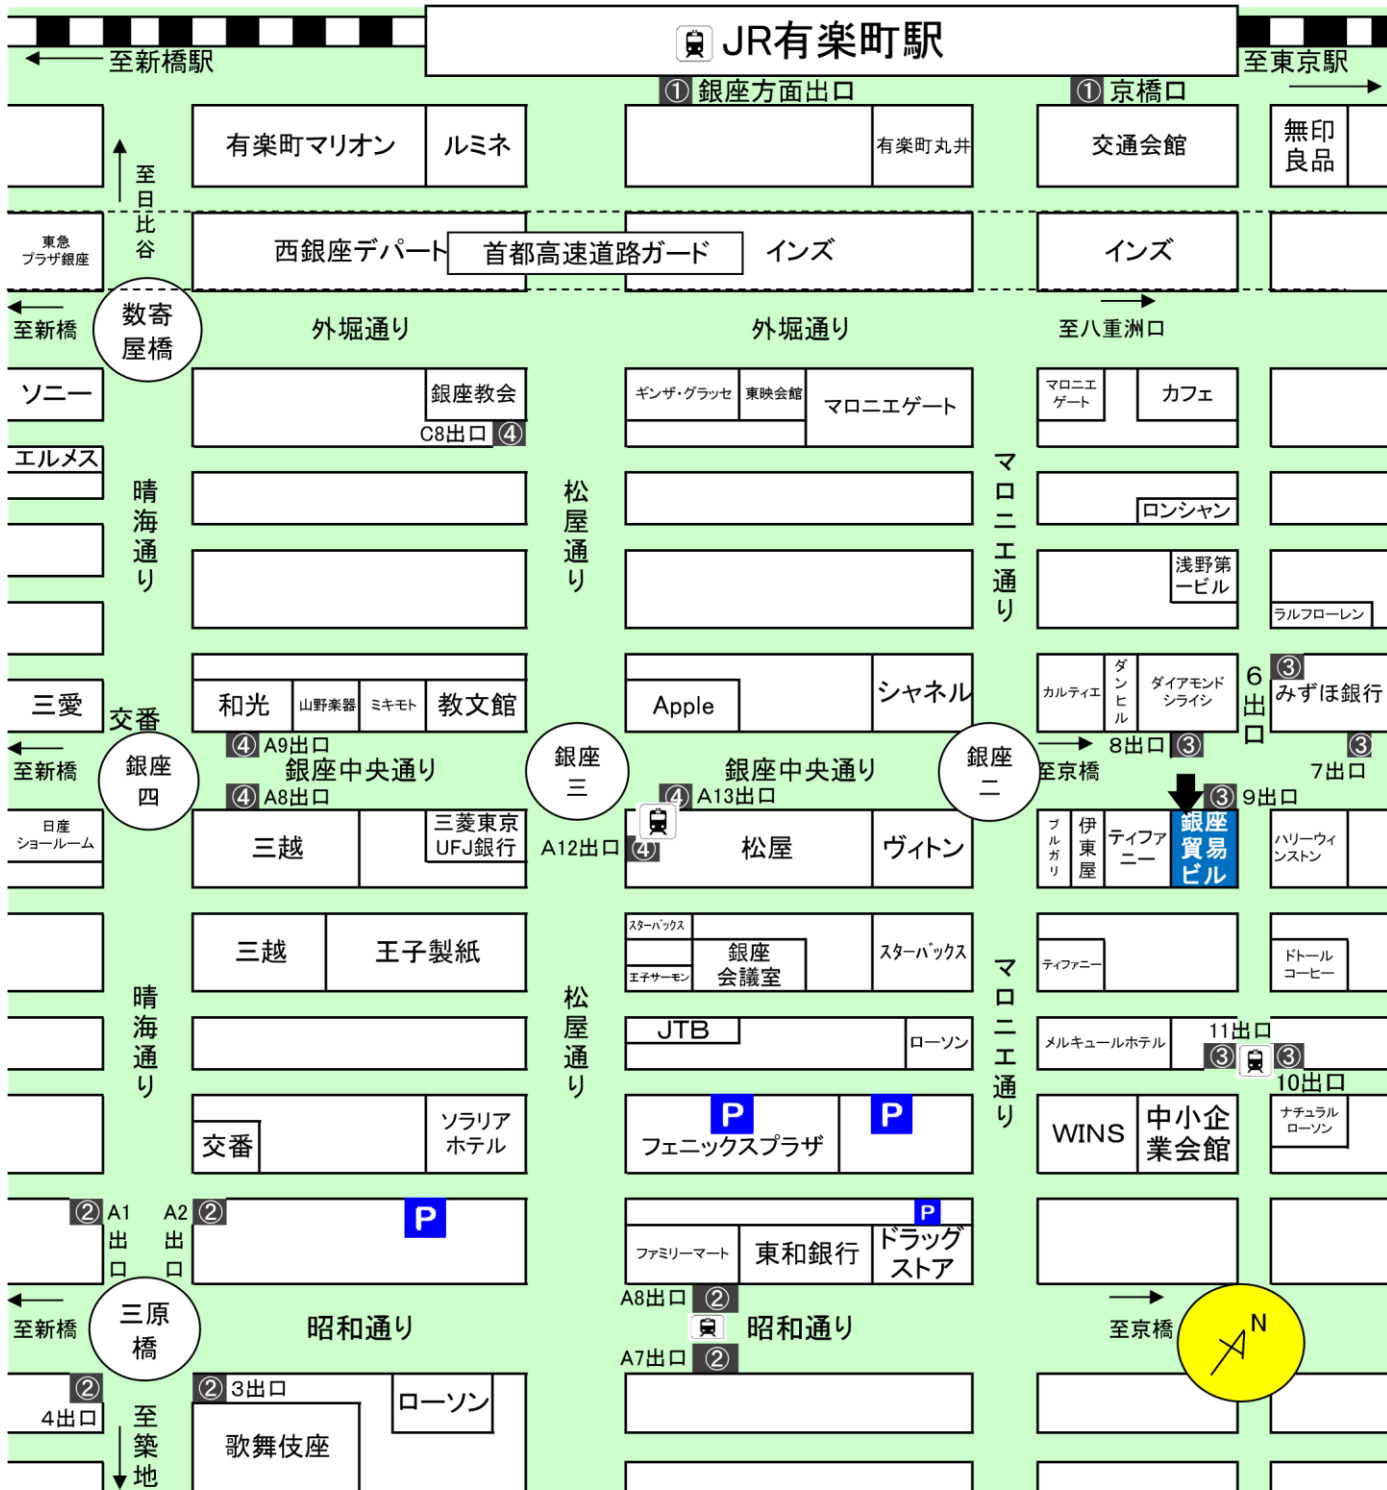 JR有楽町駅
至新橋駅
至東京駅
① 銀座方面出口
① 京橋口
有楽町マリオン
ルミネ
有楽町丸井
交通会館
無印
良品
至日比谷
東急
プラザ銀座
西銀座デパート
首都高速道路ガード
インズ
インズ
至新橋
数寄
屋橋
外堀通り
外堀通り
至八重洲口
ソニー
銀座教会
C8出口 ④
ギンザ・グラッセ
東映会館
マロニエゲート
マロニエ
ゲート
カフェ
エルメス
晴海通り
松屋通り
マロニエ通り
ロンシャン
浅野第
一ビル
ラルフローレン
三愛
交番
和光
山野楽器
ミキモト
教文館
Apple
シャネル
カルティエ
ダンヒル
ダイアモンド
シライシ
6出口
③
みずほ銀行
④ A9出口
8出口 ③
③
7出口
至新橋
銀座
四
銀座中央通り
銀座
三
銀座中央通り
銀座
二
至京橋
④ A8出口
④ A13出口
③ 9出口
日産
ショールーム
三越
三菱東京
UFJ銀行
A12出口 ④
松屋
ヴィトン
ブルガリ
伊東屋
ティファ
ニー
銀座
貿易
ビル
ハリーウィ
ンストン
三越
王子製紙
スターバックス
王子サーモン
銀座
会議室
スターバックス
ティファニー
ドトール
コーヒー
晴海通り
松屋通り
マロニエ通り
JTB
ローソン
メルキュールホテル
11出口
③ ③
10出口
交番
ソラリア
ホテル
P
フェニックスプラザ
P
WINS
中小企
業会館
ナチュラル
ローソン
② A1出口
A2出口 ②
P
P
ファミリーマート
東和銀行
ドラッグ
ストア
A8出口 ②
至新橋
三原
橋
昭和通り
昭和通り
至京橋
N
A7出口 ②
②
4出口
② 3出口
ローソン
至築地
歌舞伎座